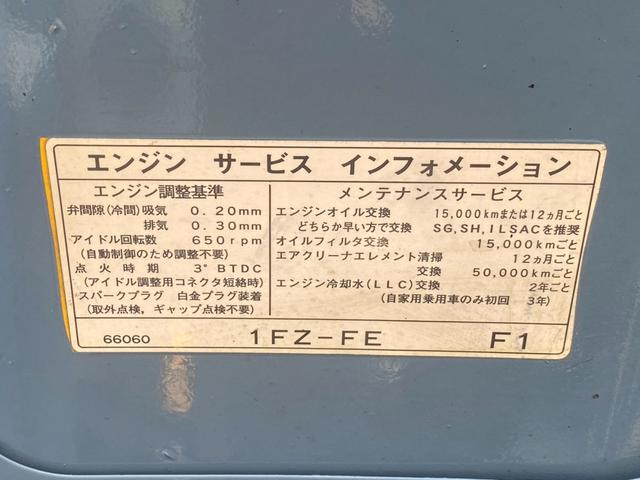 エンジン サービス インフォメーション
エンジン調整基準
弁間隙(冷間)吸気 0.20mm
排気 0.30mm
アイドル回転数 650rpm
(自動制御のため調整不要)
点火時期 3°BTDC
(アイドル調整用コネクタ短絡時)
スパークプラグ 白金プラグ装着
(取外点検,ギャップ点検不要)
メンテナンスサービス
エンジンオイル交換 15,000kmまたは12ヵ月ごと
どちらか早い方で交換 SG,SH,ILSACを推奨
オイルフィルタ交換 15,000kmごと
エアクリーナエレメント清掃 12ヵ月ごと
交換 50,000kmごと
エンジン冷却水(LLC)交換 2年ごと
(自家用乗用車のみ初回 3年)
66060 1FZ-FE F1